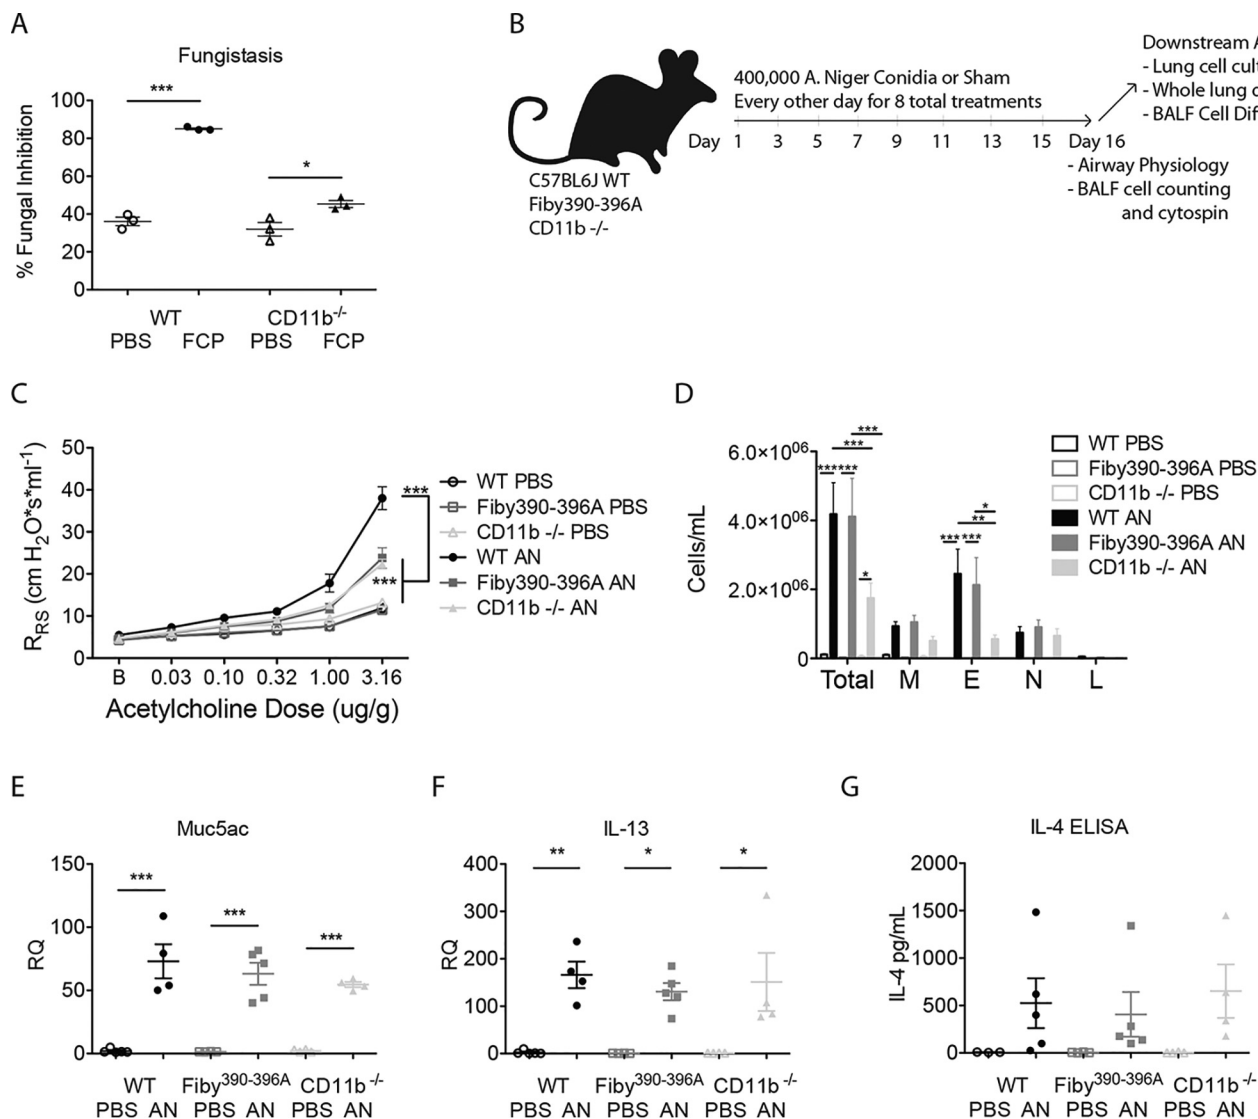 A
Fungistasis
***
*
% Fungal Inhibition
100
80
60
40
20
0
WT
CD11b-/-
PBS FCP PBS FCP
B
400,000 A. Niger Conidia or Sham
Every other day for 8 total treatments
Day 1 3 5 7 9 11 13 15 Day 16
C57BL6J WT
Fiby390-396A
CD11b -/-
Downstream A
- Lung cell cul
- Whole lung c
- BALF Cell Dif
- Airway Physiology
- BALF cell counting
and cytospin
C
RRS (cm H2O*s*ml-1)
50
40
30
20
10
0
B 0.03 0.10 0.32 1.00 3.16
Acetylcholine Dose (ug/g)
***
***
WT PBS
Fiby390-396A PBS
CD11b -/- PBS
WT AN
Fiby390-396A AN
CD11b -/- AN
D
Cells/mL
6.0×10^06
4.0×10^06
2.0×10^06
0
***
***
*** ***
*
*
**
*** ***
Total M E N L
WT PBS
Fiby390-396A PBS
CD11b -/- PBS
WT AN
Fiby390-396A AN
CD11b -/- AN
E
Muc5ac
RQ
150
100
50
0
***
***
***
WT Fiby390-396A CD11b-/-
PBS AN PBS AN PBS AN
F
IL-13
RQ
400
300
200
100
0
**
*
*
WT Fiby390-396A CD11b-/-
PBS AN PBS AN PBS AN
G
IL-4 ELISA
IL-4 pg/mL
2000
1500
1000
500
0
WT Fiby390-396A CD11b-/-
PBS AN PBS AN PBS AN